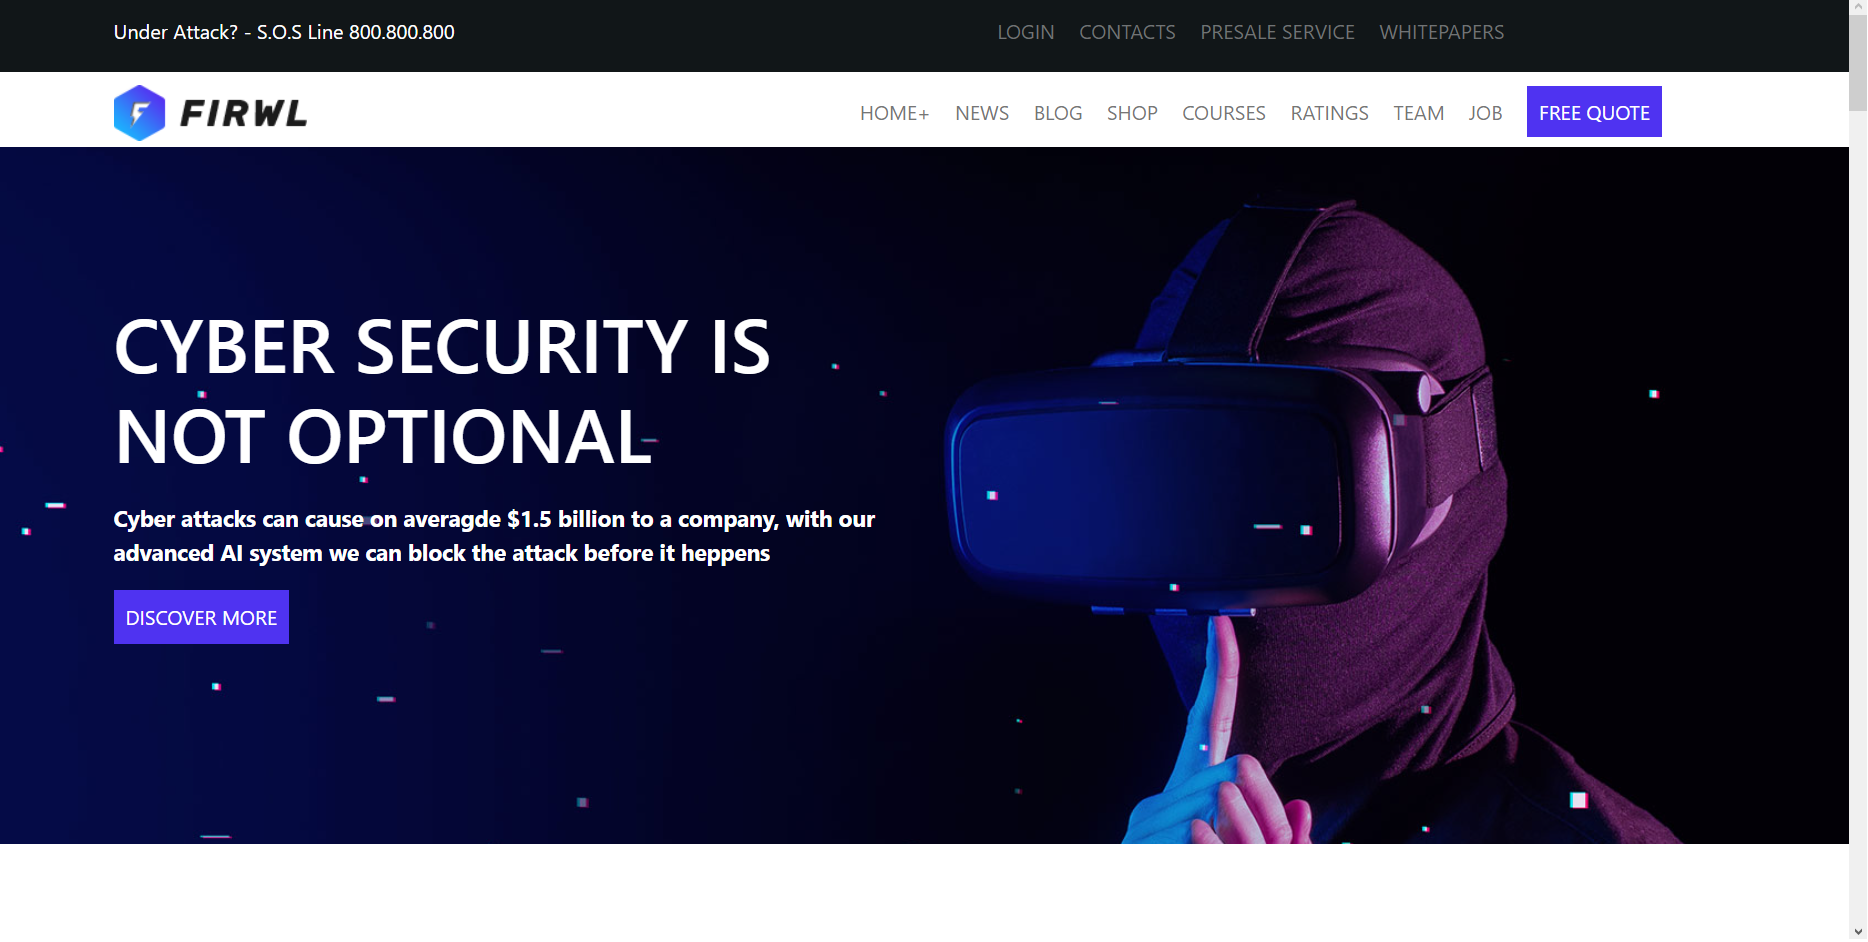 Under Attack? - S.O.S Line 800.800.800
LOGIN CONTACTS PRESALE SERVICE WHITEPAPERS
FIRWL
HOME+ NEWS BLOG SHOP COURSES RATINGS TEAM JOB FREE QUOTE
CYBER SECURITY IS
NOT OPTIONAL
Cyber attacks can cause on averagde $1.5 billion to a company, with our
advanced AI system we can block the attack before it heppens
DISCOVER MORE